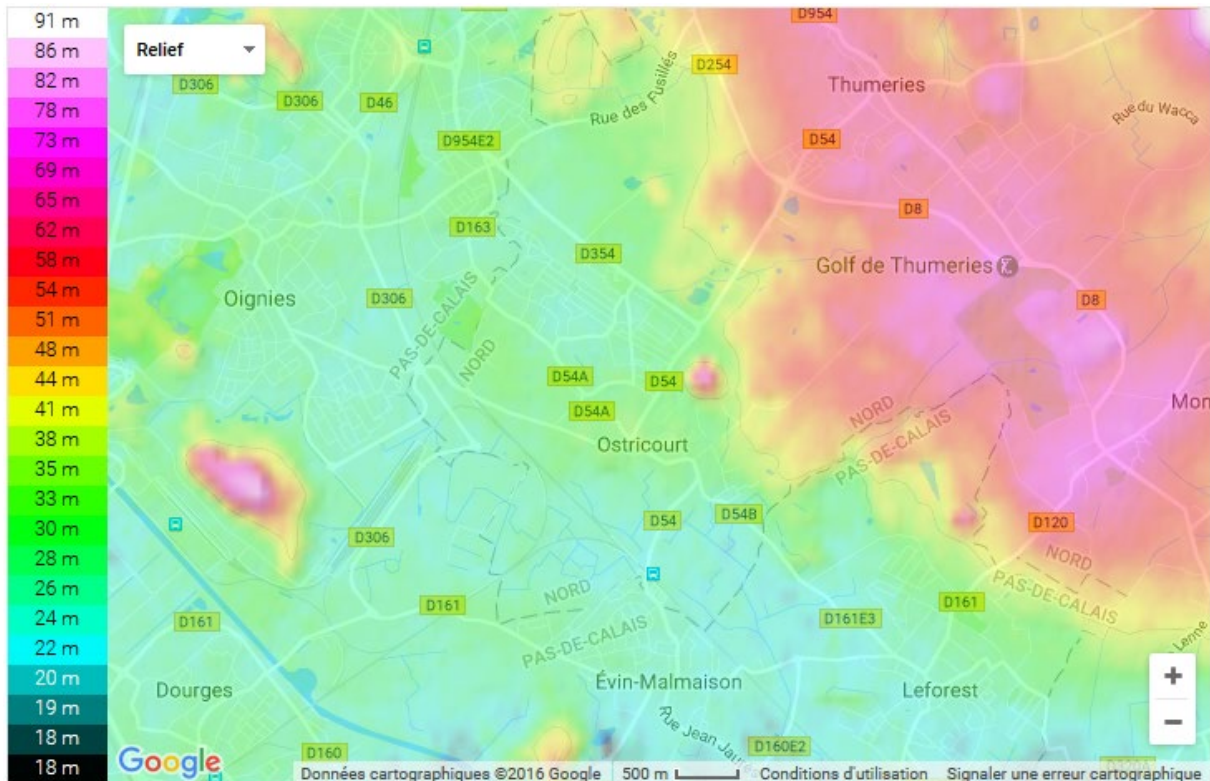 91 m
86 m
82 m
78 m
73 m
69 m
65 m
62 m
58 m
54 m
51 m
48 m
44 m
41 m
38 m
35 m
33 m
30 m
28 m
26 m
24 m
22 m
20 m
19 m
18 m
18 m
Relief
D954
D254
Thumeries
D306
D306
D46
Rue des Fusillés
Rue du Wacca
D954E2
D54
D8
D163
D354
Golf de Thumeries
Oignies
D306
D8
PAS-DE-CALAIS
NORD
D54A
D54
D54A
Mon
NORD
PAS-DE-CALAIS
Ostricourt
D54
D54B
D120
D306
NORD
PAS-DE-CALAIS
NORD
PAS-DE-CALAIS
D161
D161
D161E3
D161
Lenne
Dourges
Évin-Malmaison
Leforest
Rue Jean
D160
D160E2
+
−
Google
Données cartographiques ©2016 Google
500 m
Conditions d'utilisation
Signaler une erreur cartographique